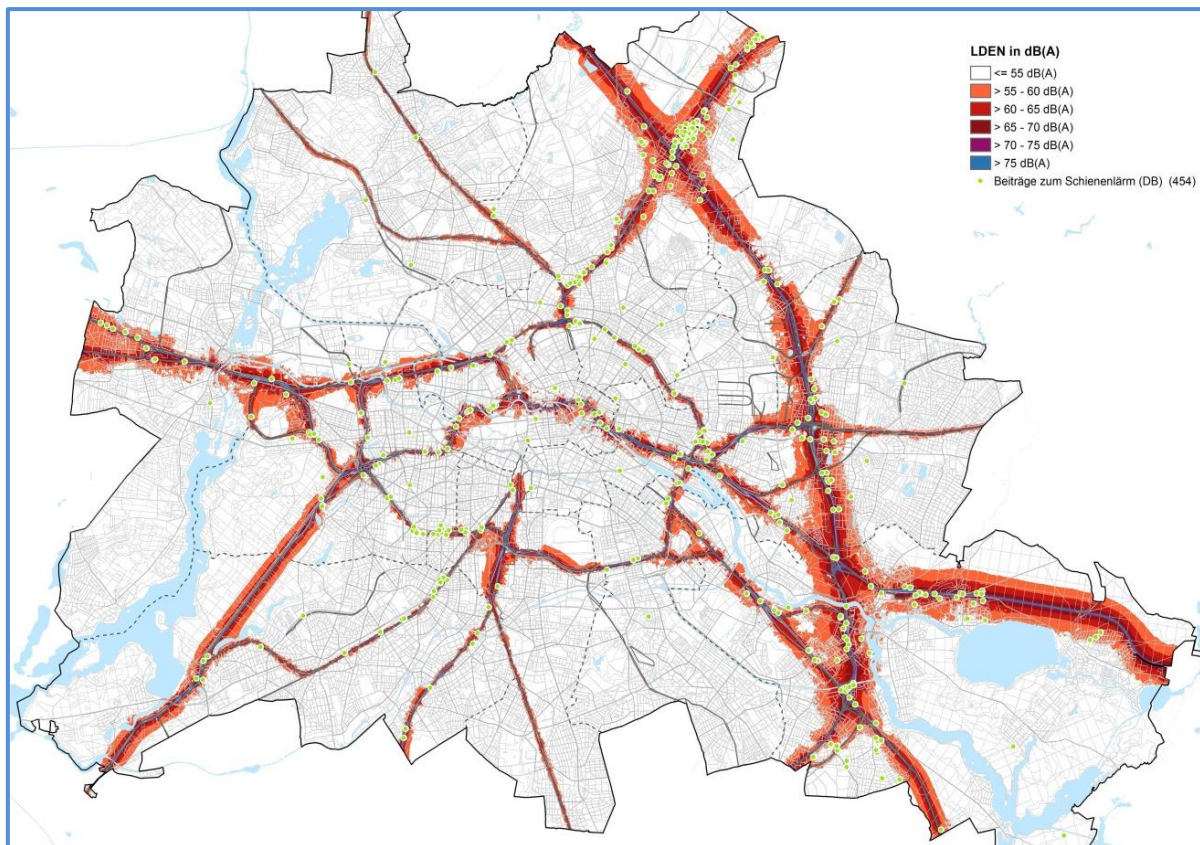 LDEN in dB(A)
<= 55 dB(A)
> 55 - 60 dB(A)
> 60 - 65 dB(A)
> 65 - 70 dB(A)
> 70 - 75 dB(A)
> 75 dB(A)
Beiträge zum Schienenlärm (DB) (454)